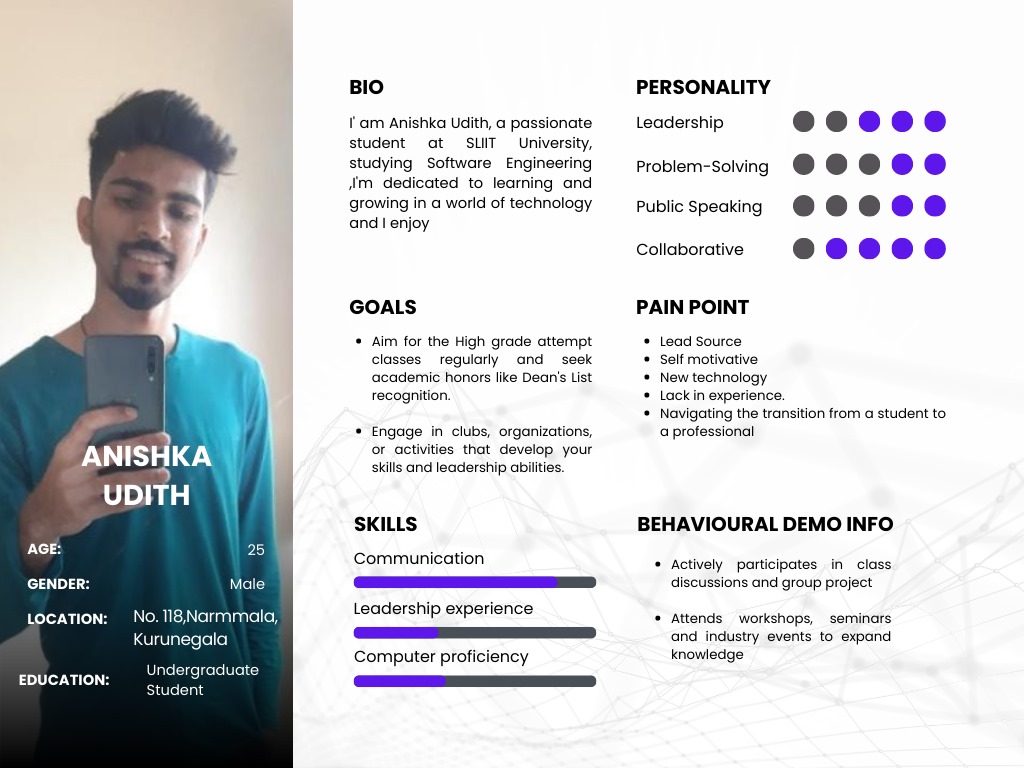 ANISHKA
UDITH
AGE: 25
GENDER: Male
LOCATION: No. 118,Narmmala,
Kurunegala
EDUCATION: Undergraduate
Student
BIO
I' am Anishka Udith, a passionate
student at SLIIT University,
studying Software Engineering
,I'm dedicated to learning and
growing in a world of technology
and I enjoy
PERSONALITY
Leadership
Problem-Solving
Public Speaking
Collaborative
GOALS
Aim for the High grade attempt
classes regularly and seek
academic honors like Dean's List
recognition.
Engage in clubs, organizations,
or activities that develop your
skills and leadership abilities.
PAIN POINT
Lead Source
Self motivative
New technology
Lack in experience.
Navigating the transition from a student to
a professional
SKILLS
Communication
Leadership experience
Computer proficiency
BEHAVIOURAL DEMO INFO
Actively participates in class
discussions and group project
Attends workshops, seminars
and industry events to expand
knowledge